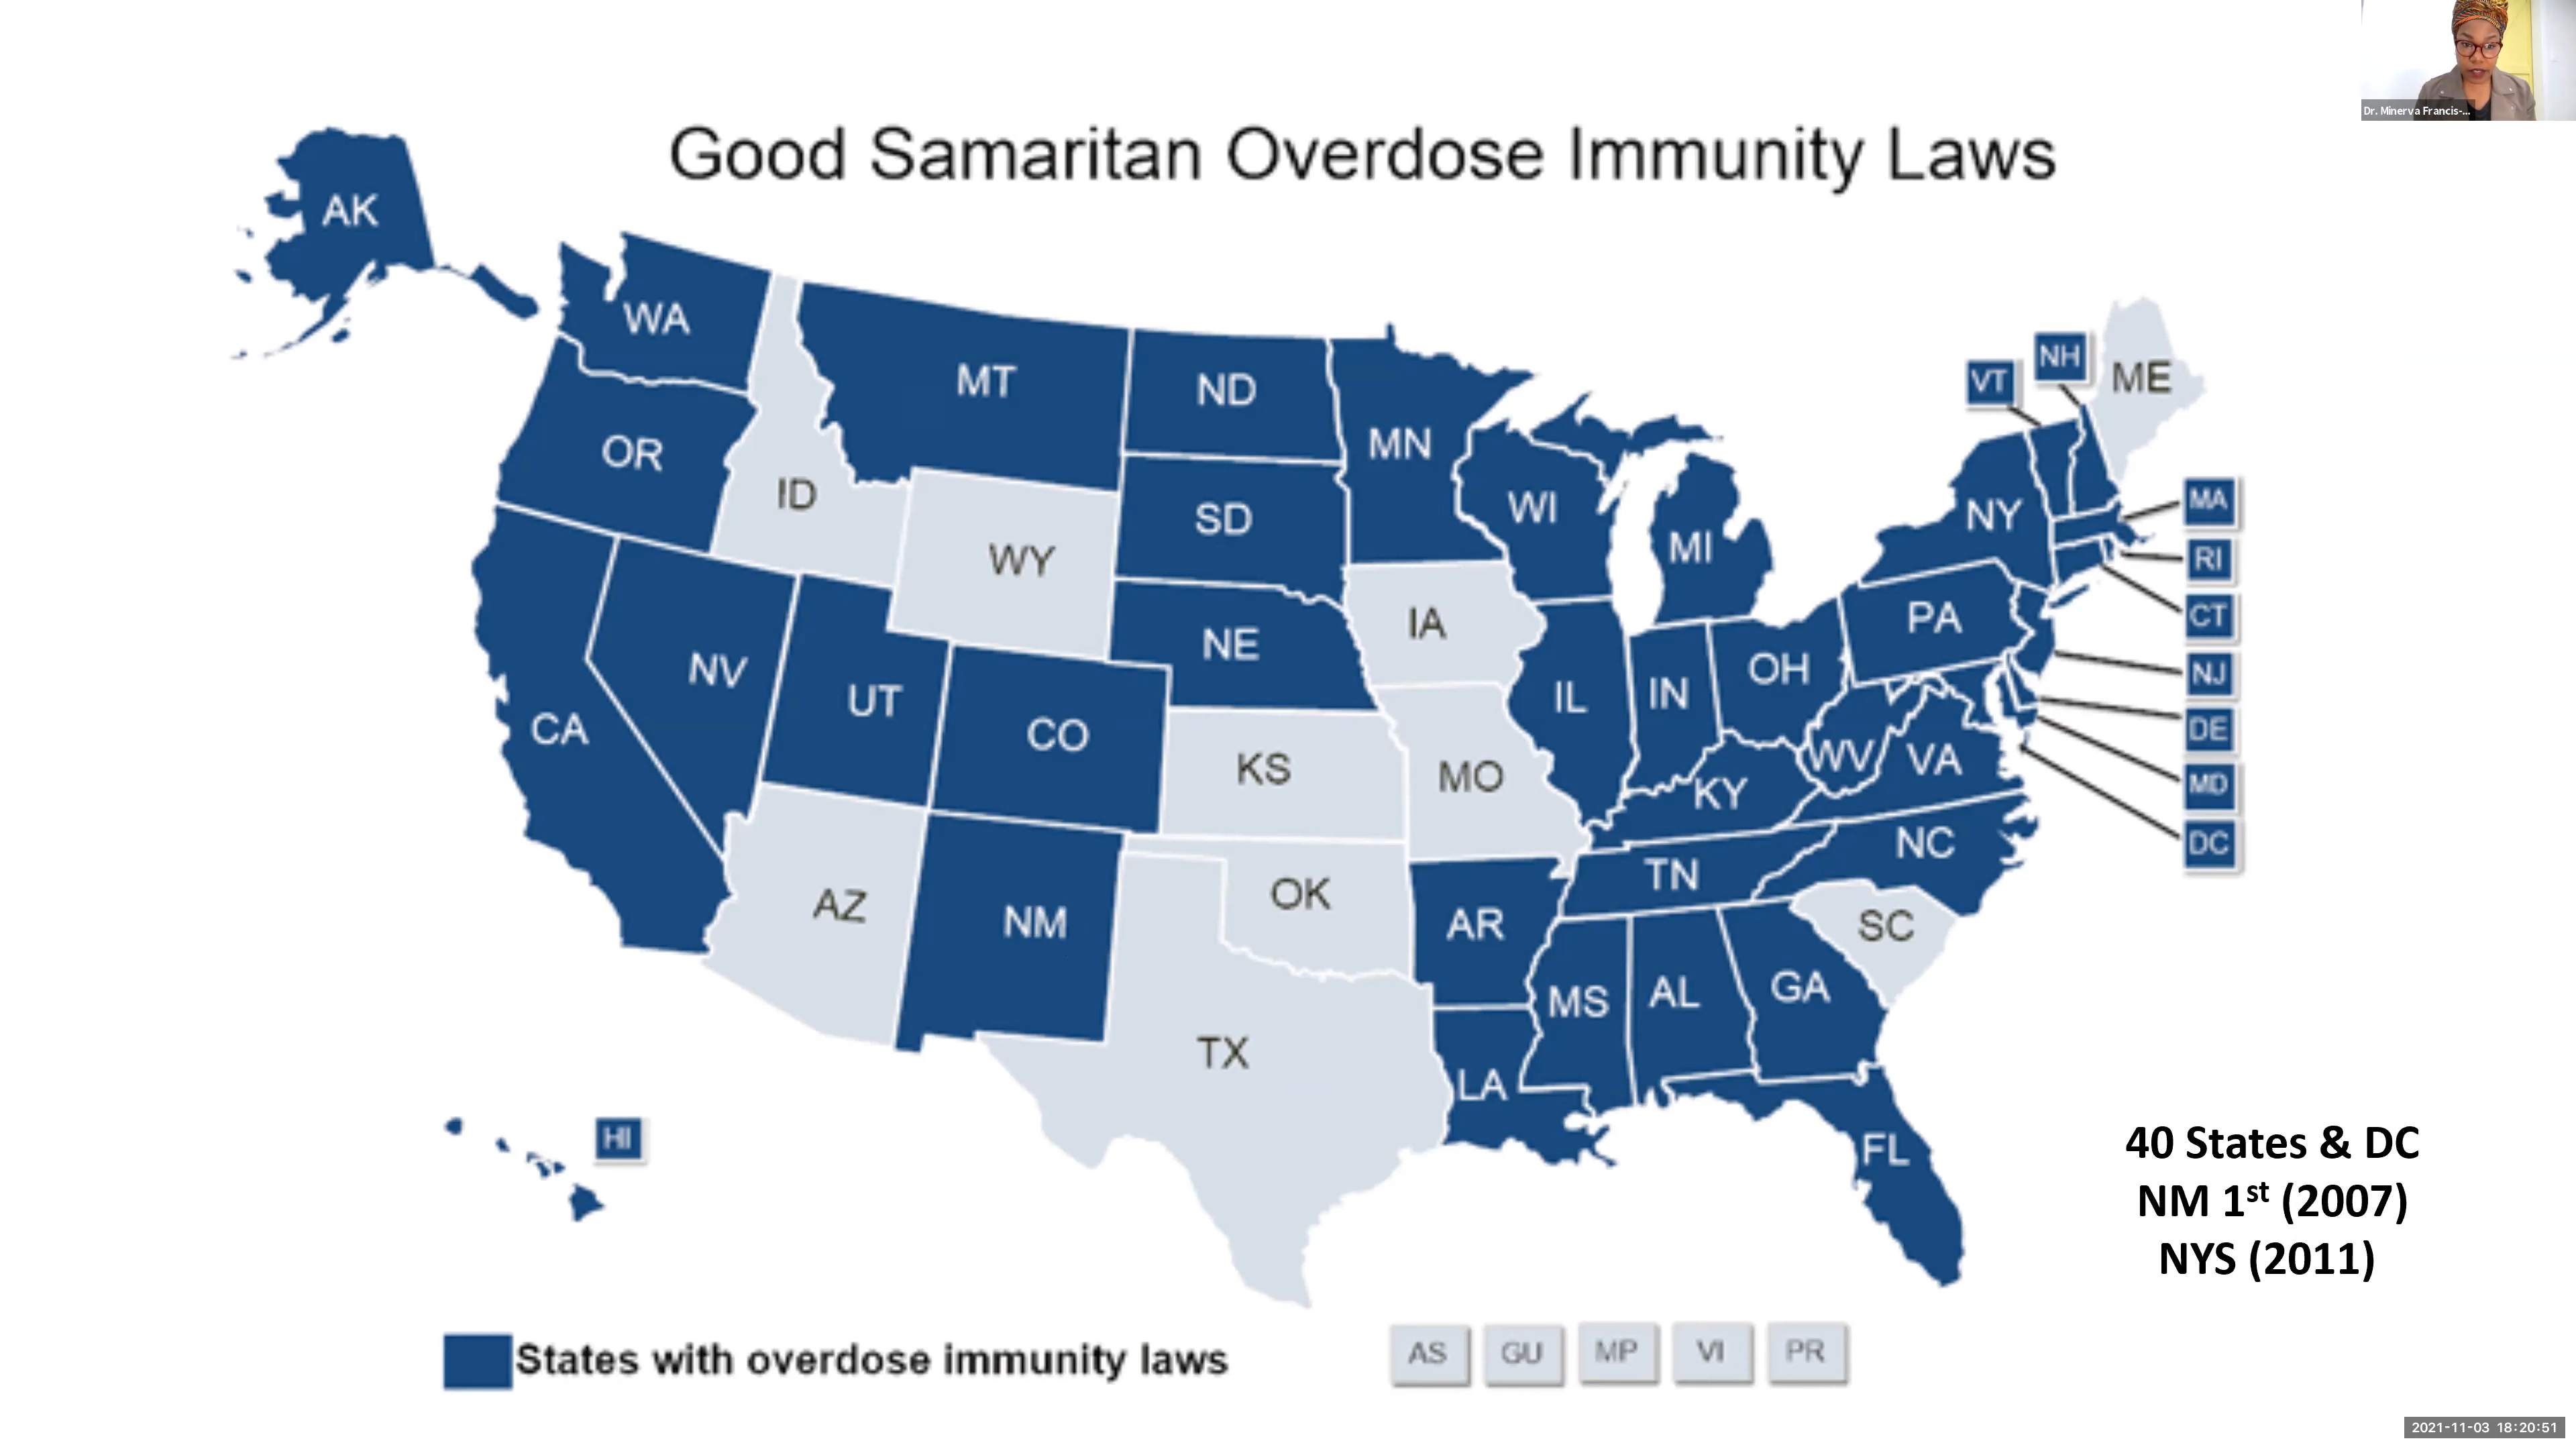 Dr. Minerva Francis-...
Good Samaritan Overdose Immunity Laws
AK
WA
MT
ND
MN
VT
NH
ME
OR
ID
WY
SD
WI
MI
NY
MA
RI
CT
NJ
DE
MD
DC
IA
NE
PA
NV
UT
CO
IL
IN
OH
CA
KS
MO
KY
WV
VA
AZ
NM
OK
AR
TN
NC
SC
MS
AL
GA
TX
LA
HI
FL
40 States & DC
NM 1st (2007)
NYS (2011)
States with overdose immunity laws
AS
GU
MP
VI
PR
2021-11-03 18:20:51